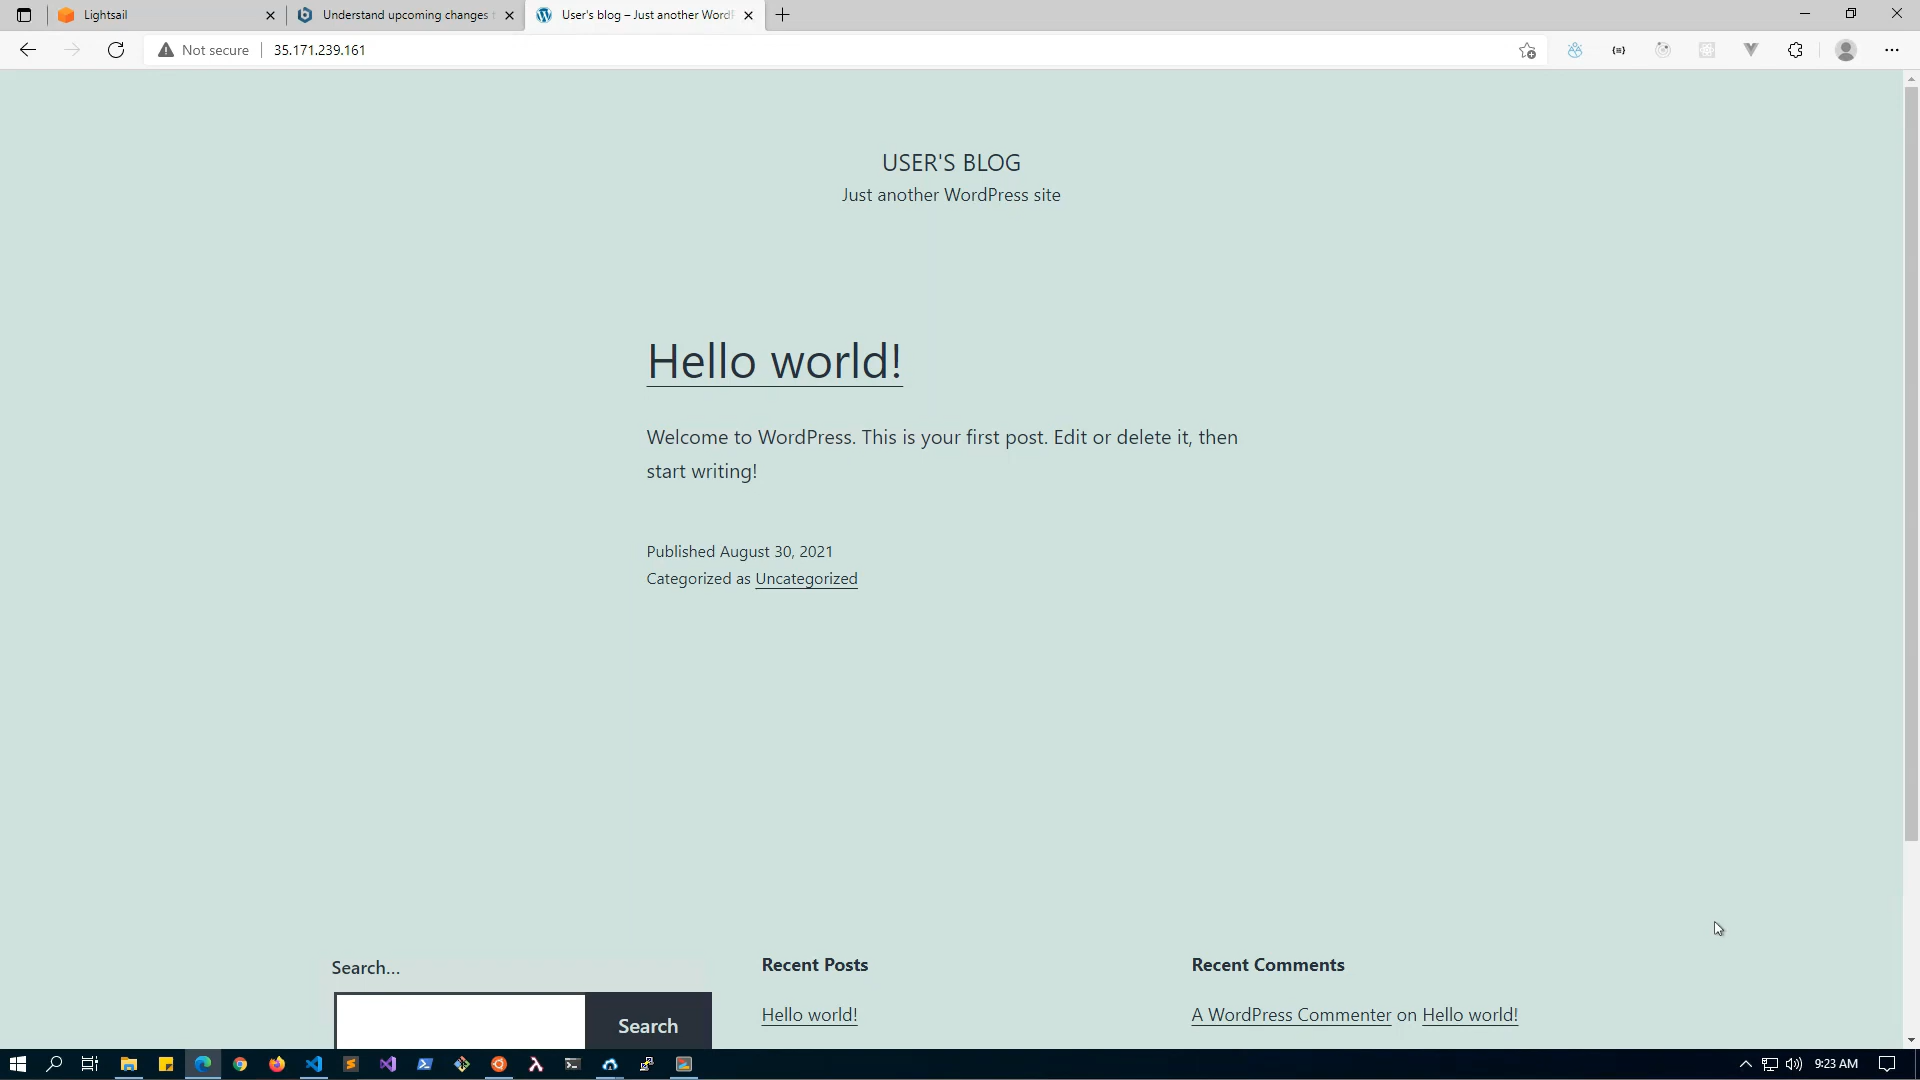 Lightsail
Understand upcoming changes
User's blog – Just another Word
Not secure
35.171.239.161
USER'S BLOG
Just another WordPress site
Hello world!
Welcome to WordPress. This is your first post. Edit or delete it, then
start writing!
Published August 30, 2021
Categorized as Uncategorized
Search...
Search
Recent Posts
Hello world!
Recent Comments
A WordPress Commenter on Hello world!
9:23 AM